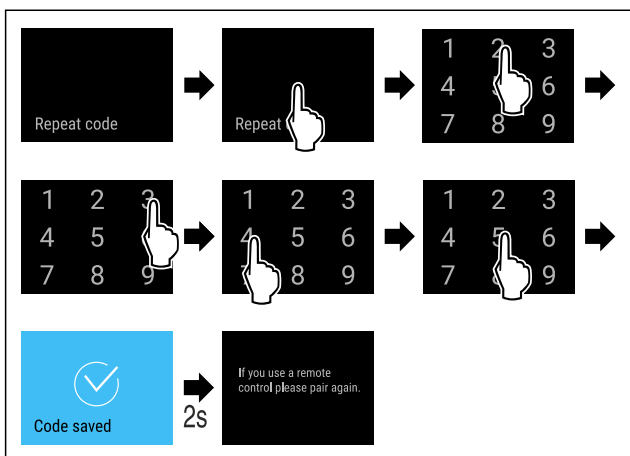 Repeat code
Repeat
1 2 3
4 6
7 8 9
1 2 3
4 5
7 8 9
1 2 3
4 5 6
8 9
1 2 3
4 5 6
7 9
Code saved
2s
If you use a remote
control please pair again.